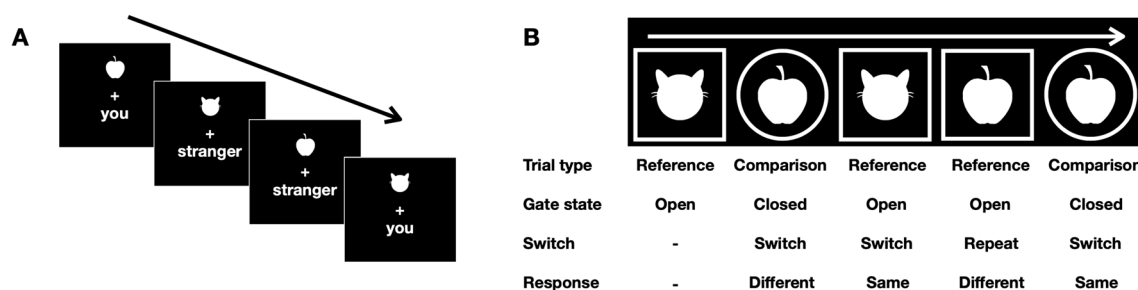 A
+
you
+
stranger
+
stranger
+
you
B
Trial type Reference Comparison Reference Reference Comparison
Gate state Open Closed Open Open Closed
Switch - Switch Switch Repeat Switch
Response - Different Same Different Same